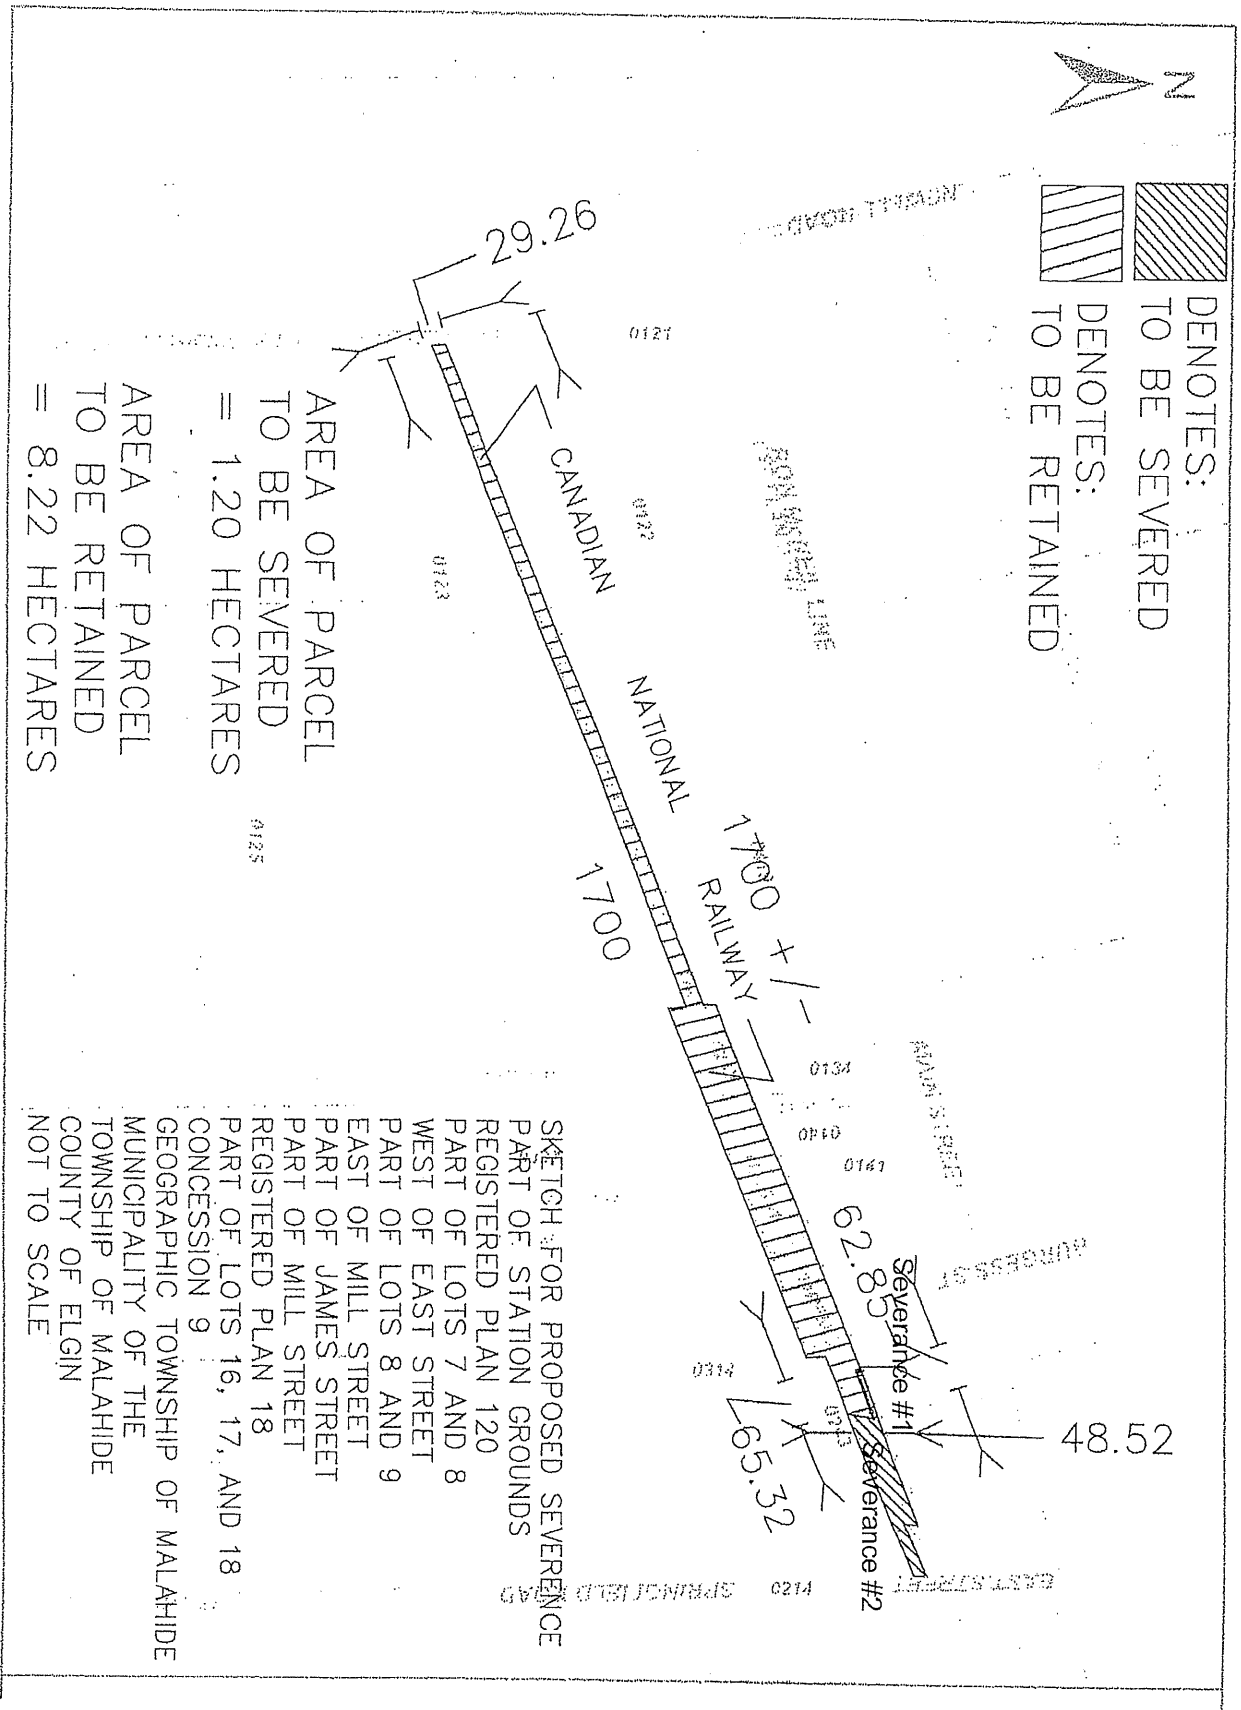 N
DENOTES:
TO BE SEVERED
DENOTES:
TO BE RETAINED
29.26
0121
0122
0123
CANADIAN
NATIONAL
RAILWAY
1700 +/-
1700
0125
0134
0140
0141
MAIN STREET
BURGESS ST
62.85
Severance #1
48.52
0314
65.32
Severance #2
EAST STREET
0214
SPRINGFIELD ROAD
AREA OF PARCEL
TO BE SEVERED
= 1.20 HECTARES
AREA OF PARCEL
TO BE RETAINED
= 8.22 HECTARES
SKETCH FOR PROPOSED SEVERENCE
PART OF STATION GROUNDS
REGISTERED PLAN 120
PART OF LOTS 7 AND 8
WEST OF EAST STREET
PART OF LOTS 8 AND 9
EAST OF MILL STREET
PART OF JAMES STREET
PART OF MILL STREET
REGISTERED PLAN 18
PART OF LOTS 16, 17, AND 18
CONCESSION 9
GEOGRAPHIC TOWNSHIP OF MALAHIDE
MUNICIPALITY OF THE
TOWNSHIP OF MALAHIDE
COUNTY OF ELGIN
NOT TO SCALE